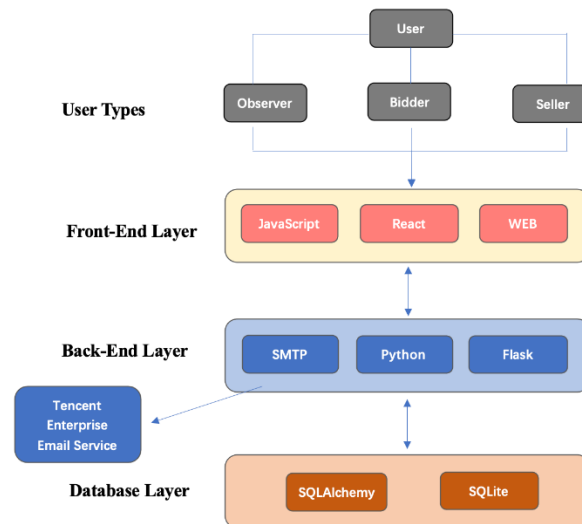 User
User Types
Observer
Bidder
Seller
Front-End Layer
JavaScript
React
WEB
Back-End Layer
SMTP
Python
Flask
Tencent
Enterprise
Email Service
Database Layer
SQLAlchemy
SQLite